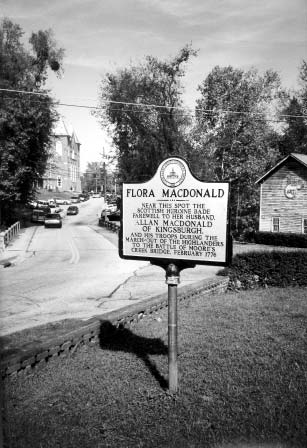 FLORA MACDONALD
NEAR THIS SPOT THE
SCOTTISH HEROINE BADE
FAREWELL TO HER HUSBAND,
ALLAN MACDONALD
OF KINGSBURGH,
AND HIS TROOPS DURING THE
MARCH-OUT OF THE HIGHLANDERS
TO THE BATTLE OF MOORE'S
CREEK BRIDGE, FEBRUARY 1776